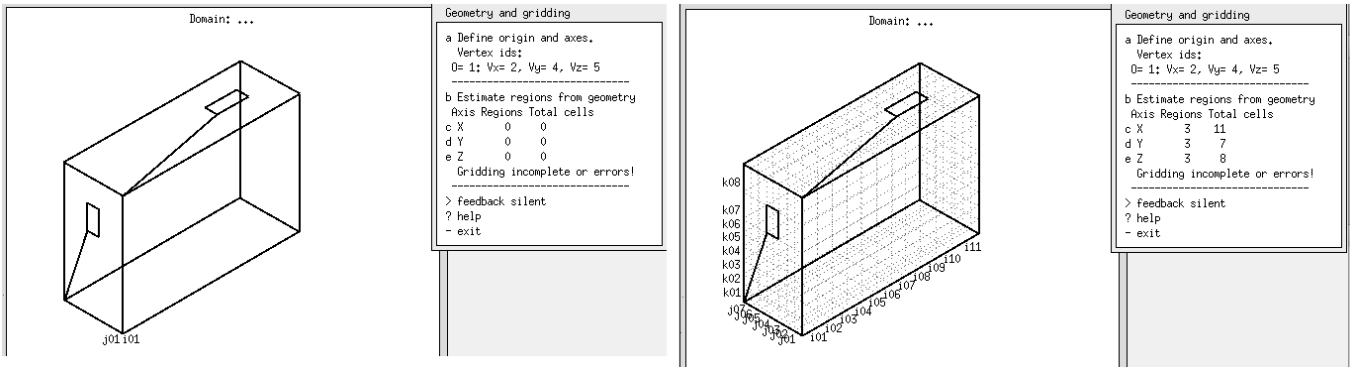 Domain: ...
Geometry and gridding
a Define origin and axes.
Vertex ids:
O= 1: Vx= 2, Vy= 4, Vz= 5
b Estimate regions from geometry
Axis Regions Total cells
c X 0 0
d Y 0 0
e Z 0 0
Gridding incomplete or errors!
> feedback silent
? help
- exit
j01 i01
Domain: ...
Geometry and gridding
a Define origin and axes.
Vertex ids:
O= 1: Vx= 2, Vy= 4, Vz= 5
b Estimate regions from geometry
Axis Regions Total cells
c X 3 11
d Y 3 7
e Z 3 8
Gridding incomplete or errors!
> feedback silent
? help
- exit
k08
k07
k06
k05
k04
k03
k02
k01
i11
i10
i09
i08
i07
i06
i05
i04
i03
i02
i01
j01